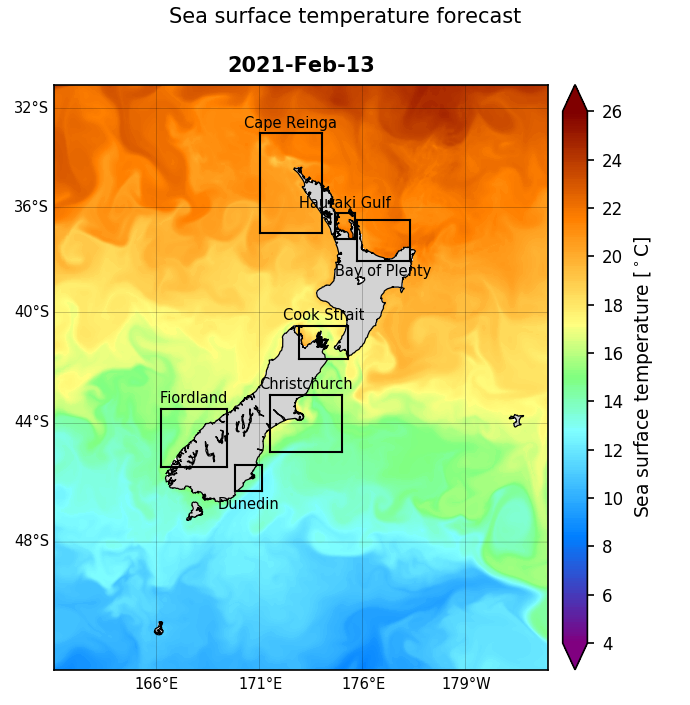 Sea surface temperature forecast
2021-Feb-13
32°S
36°S
40°S
44°S
48°S
166°E
171°E
176°E
179°W
Cape Reinga
Hauraki Gulf
Bay of Plenty
Cook Strait
Christchurch
Fiordland
Dunedin
26
24
22
20
18
16
14
12
10
8
6
4
Sea surface temperature [°C]